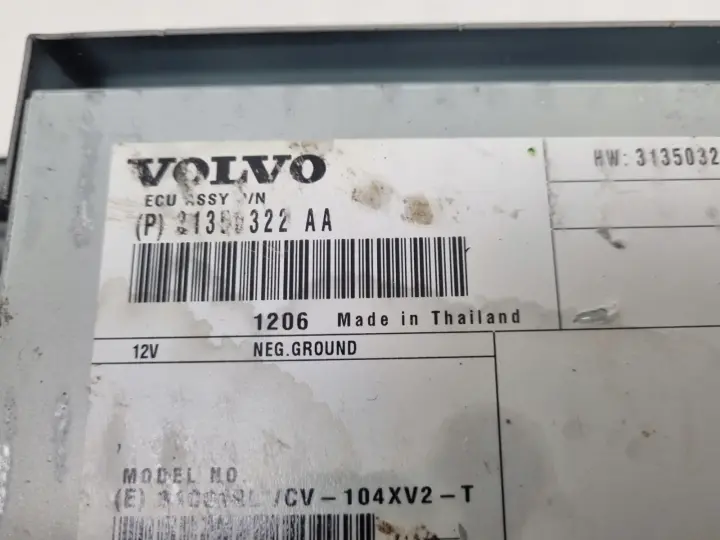 VOLVO
HW: 3135032
ECU ASSY P/N
(P) 31350322 AA
1206 Made in Thailand
12V NEG.GROUND
MODEL NO
(E) /CV-104XV2-T